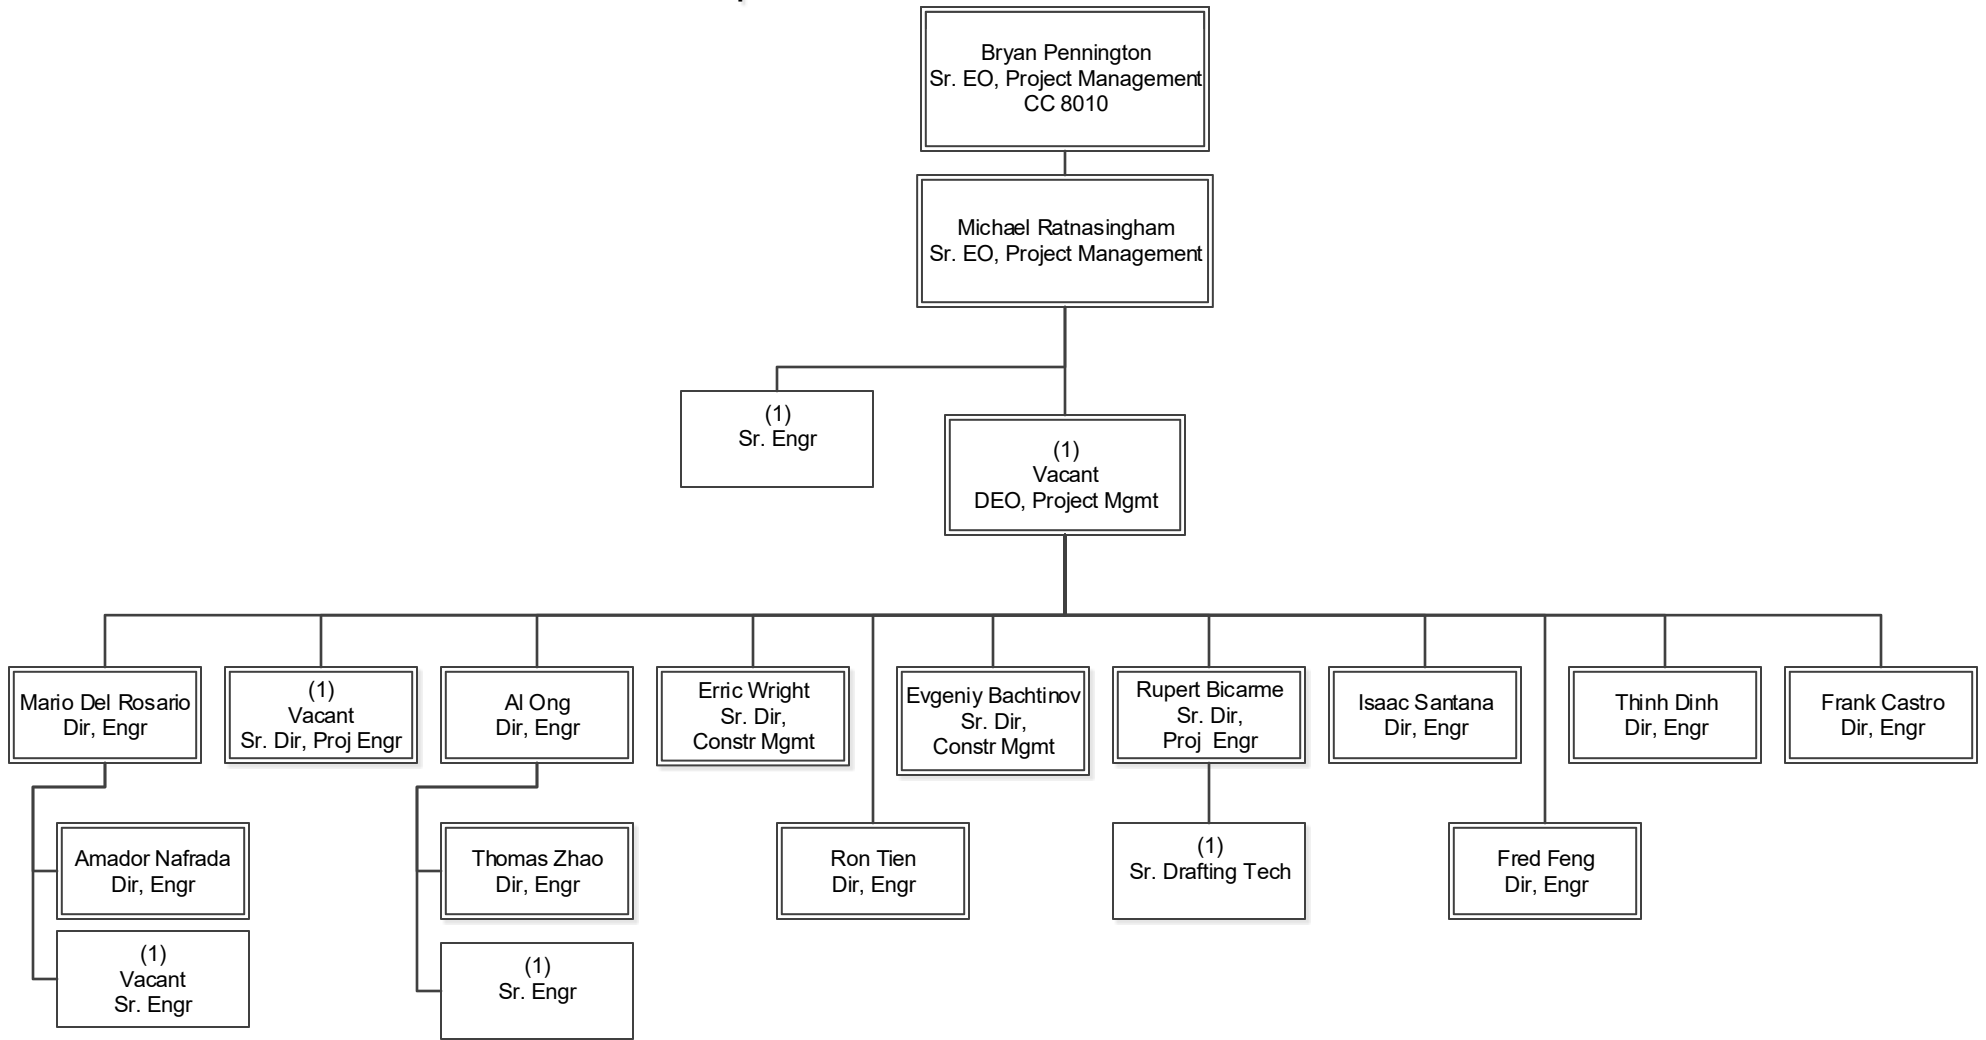 Bryan Pennington
Sr. EO, Project Management
CC 8010
Michael Ratnasingham
Sr. EO, Project Management
(1)
Sr. Engr
(1)
Vacant
DEO, Project Mgmt
Mario Del Rosario
Dir, Engr
(1)
Vacant
Sr. Dir, Proj Engr
Al Ong
Dir, Engr
Erric Wright
Sr. Dir,
Constr Mgmt
Evgeniy Bachtinov
Sr. Dir,
Constr Mgmt
Rupert Bicarme
Sr. Dir,
Proj Engr
Isaac Santana
Dir, Engr
Thinh Dinh
Dir, Engr
Frank Castro
Dir, Engr
Amador Nafrada
Dir, Engr
Thomas Zhao
Dir, Engr
Ron Tien
Dir, Engr
(1)
Sr. Drafting Tech
Fred Feng
Dir, Engr
(1)
Vacant
Sr. Engr
(1)
Sr. Engr